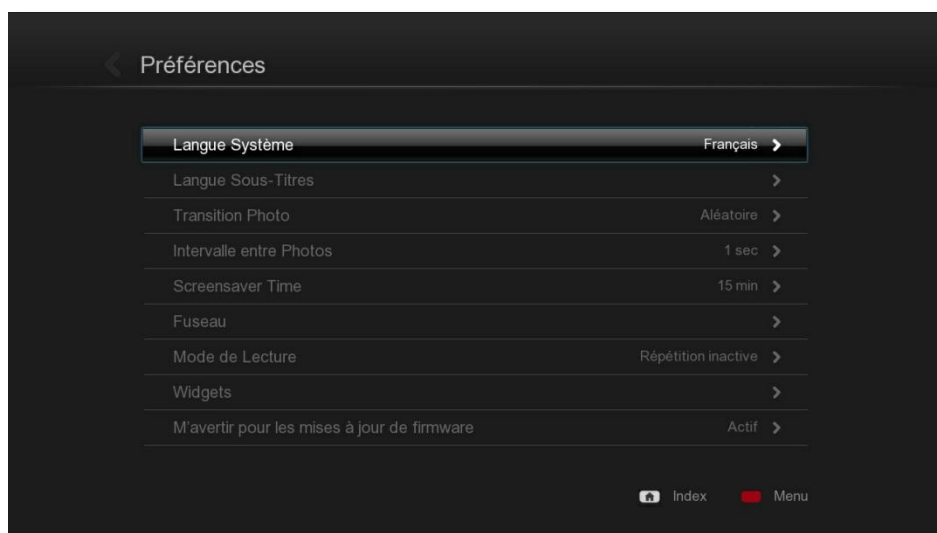 Préférences
Langue Système Français
Langue Sous-Titres
Transition Photo Aléatoire
Intervalle entre Photos 1 sec
Screensaver Time 15 min
Fuseau
Mode de Lecture Répétition inactive
Widgets
M'avertir pour les mises à jour de firmware Actif
Index Menu